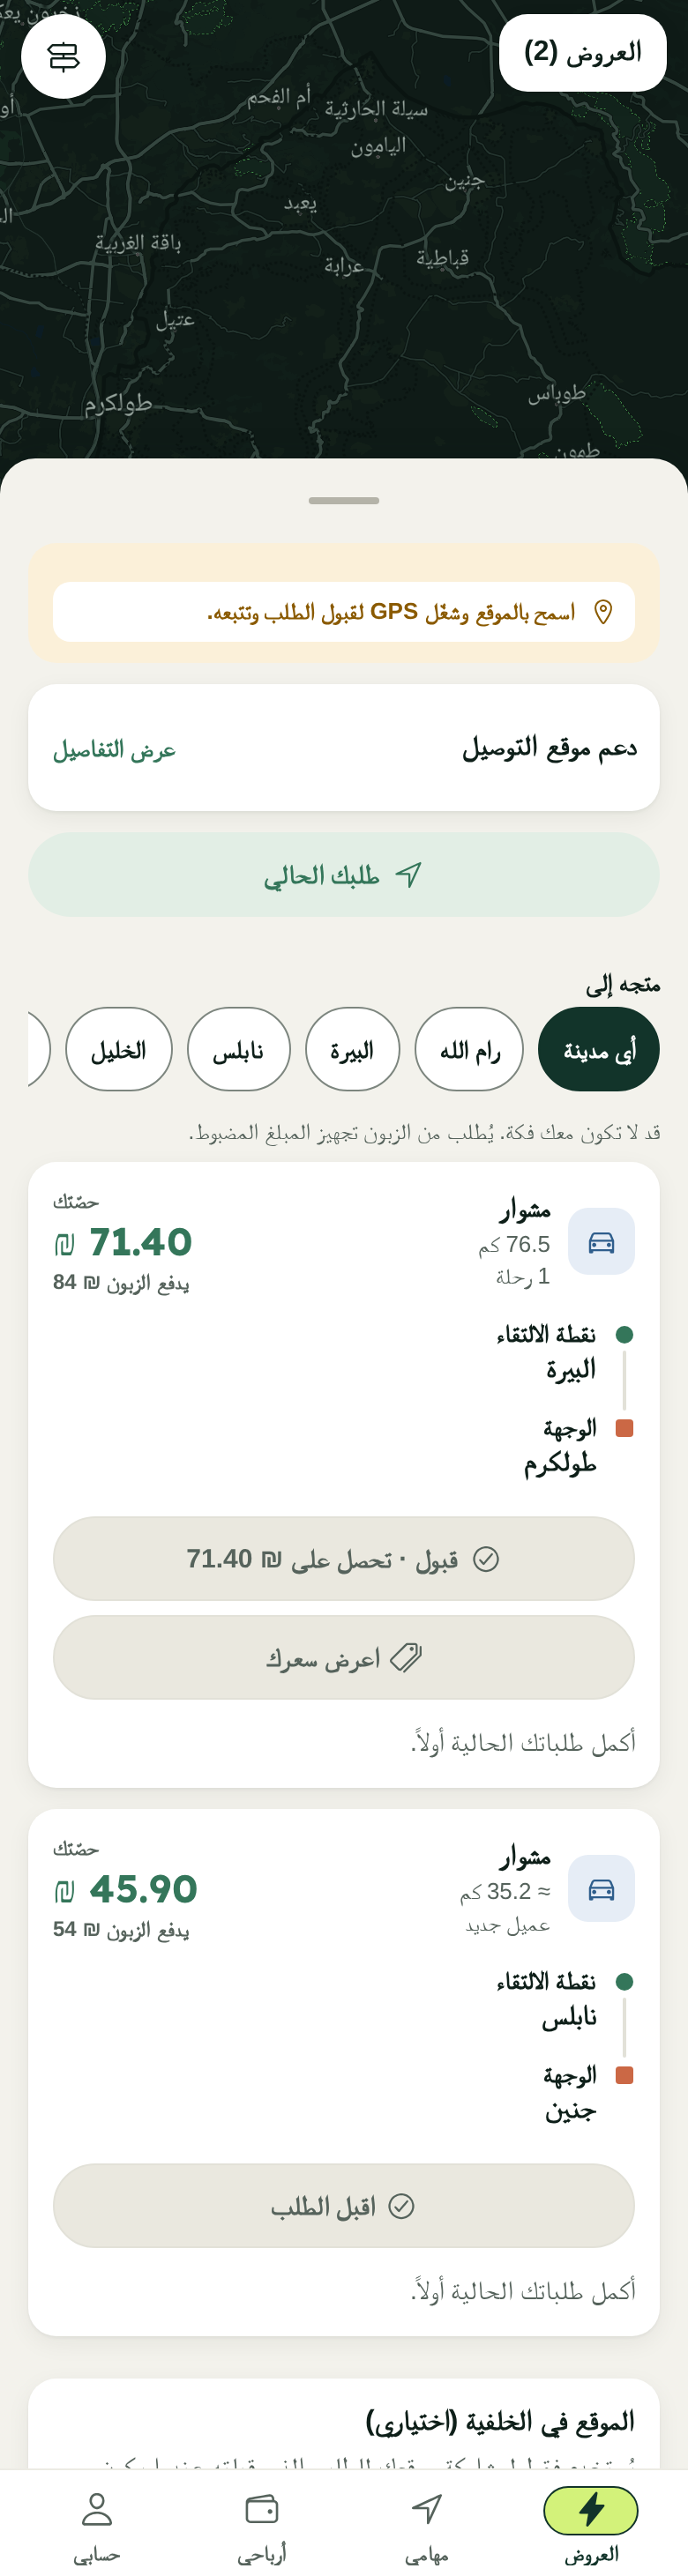 العروض (2)
أم الفحم
سيلة الحارثية
اليامون
جنين
يعبد
باقة الغربية
عرابة
قباطية
عتيل
طولكرم
طوباس
طمون
اسمح بالموقع وشغّل GPS لقبول الطلب وتتبعه.
دعم موقع التوصيل
عرض التفاصيل
طلبك الحالي
متجه إلى
أي مدينة
رام الله
البيرة
نابلس
الخليل
قد لا تكون معك فكة. يُطلب من الزبون تجهيز المبلغ المضبوط.
مشوار
76.5 كم
1 رحلة
حصّتك
71.40 ₪
يدفع الزبون ₪ 84
نقطة الالتقاء
البيرة
الوجهة
طولكرم
قبول · تحصل على ₪ 71.40
اعرض سعرك
أكمل طلباتك الحالية أولاً.
مشوار
≈ 35.2 كم
عميل جديد
حصّتك
45.90 ₪
يدفع الزبون ₪ 54
نقطة الالتقاء
نابلس
الوجهة
جنين
اقبل الطلب
أكمل طلباتك الحالية أولاً.
الموقع في الخلفية (اختياري)
العروض
مهامي
أرباحي
حسابي